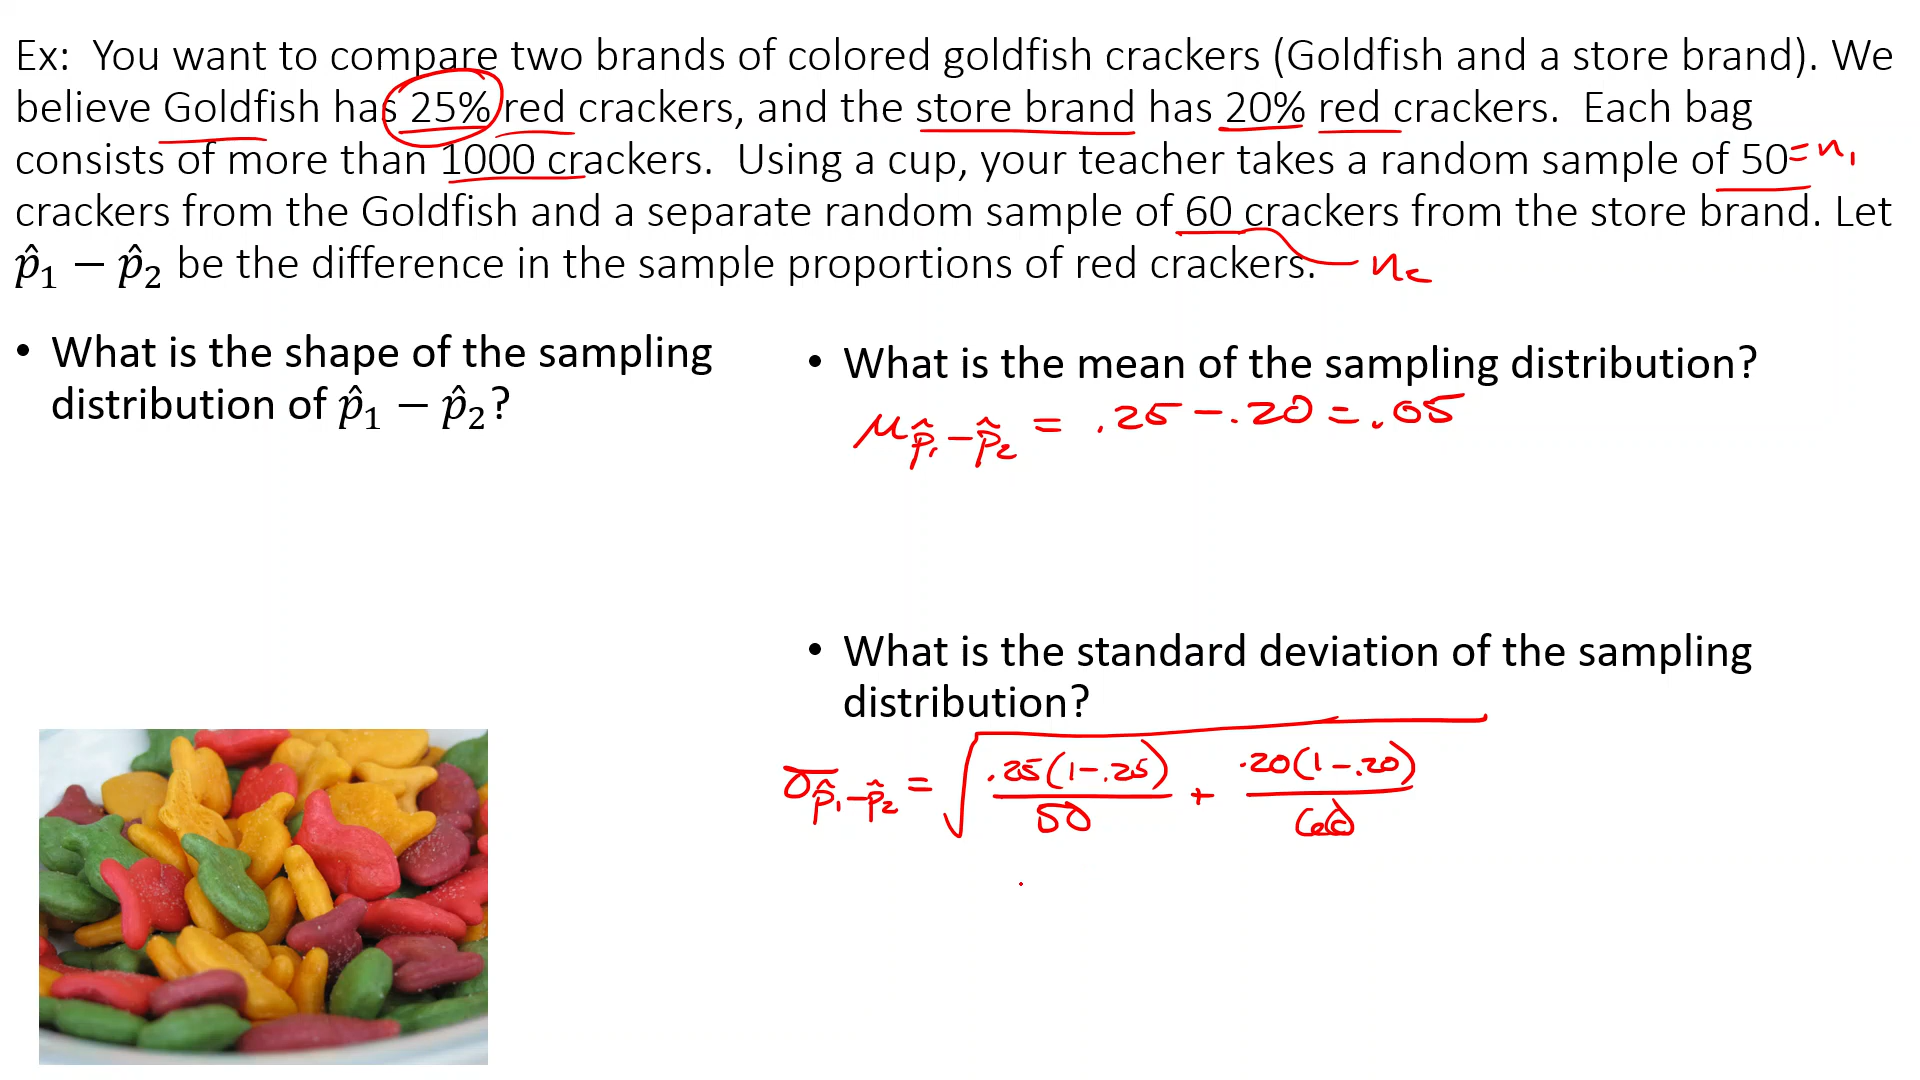 Ex: You want to compare two brands of colored goldfish crackers (Goldfish and a store brand). We
believe Goldfish has 25% red crackers, and the store brand has 20% red crackers. Each bag
consists of more than 1000 crackers. Using a cup, your teacher takes a random sample of 50 = n₁
crackers from the Goldfish and a separate random sample of 60 crackers from the store brand. Let
p̂₁ − p̂₂ be the difference in the sample proportions of red crackers. n₂
• What is the shape of the sampling
distribution of p̂₁ − p̂₂?
• What is the mean of the sampling distribution?
μ p̂₁ − p̂₂ = .25 − .20 = .05
• What is the standard deviation of the sampling
distribution?
σ p̂₁ − p̂₂ = √( .25(1 − .25) / 50 + .20(1 − .20) / 60 )